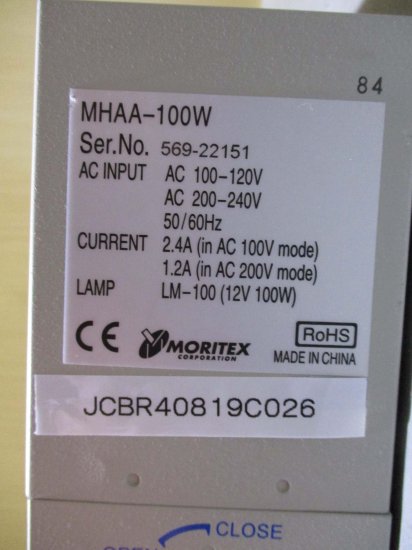 84
MHAA-100W
Ser.No. 569-22151
AC INPUT AC 100-120V
AC 200-240V
50/60Hz
CURRENT 2.4A (in AC 100V mode)
1.2A (in AC 200V mode)
LAMP LM-100 (12V 100W)
CE MORITEX CORPORATION RoHS
MADE IN CHINA
JCBR40819C026
CLOSE
OPEN